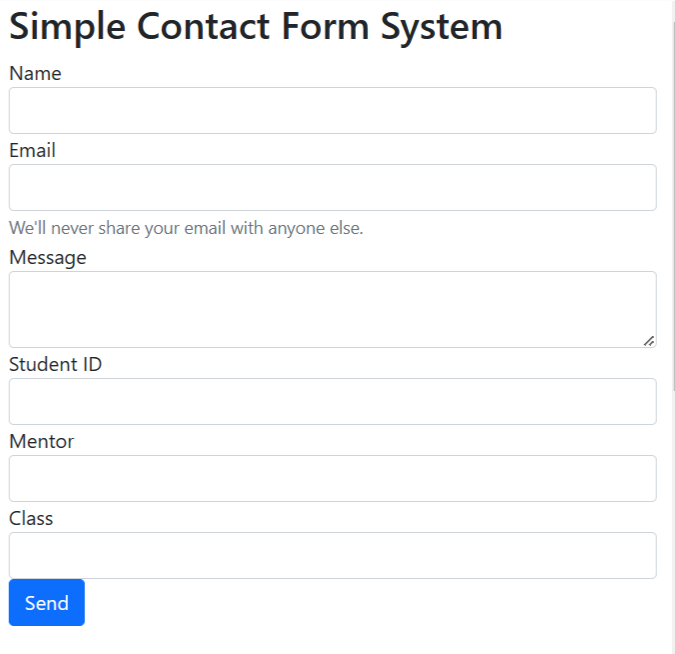 Simple Contact Form System
Name
Email
We'll never share your email with anyone else.
Message
Student ID
Mentor
Class
Send